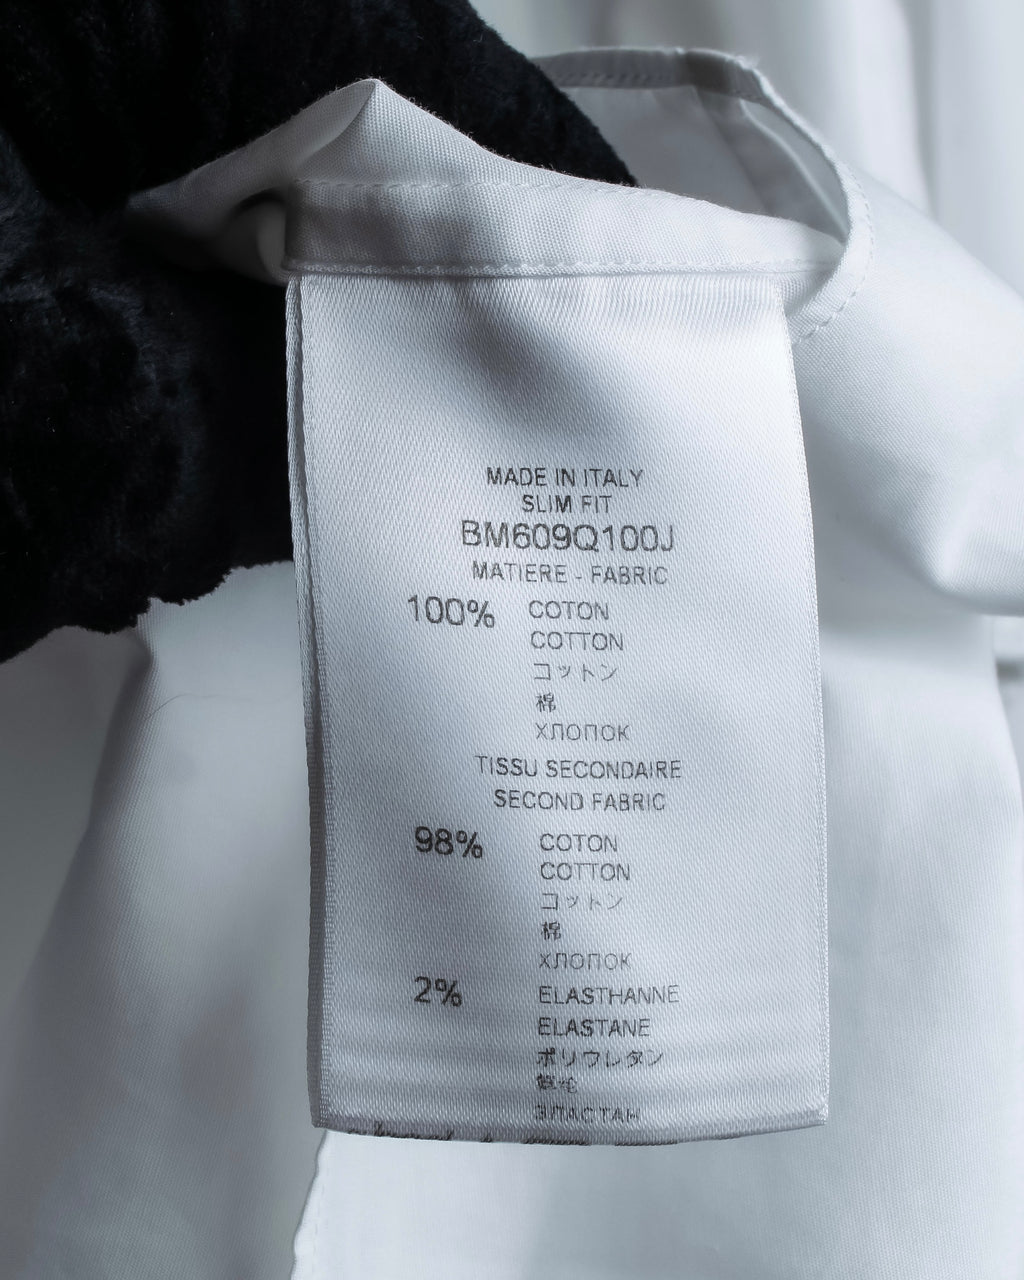 MADE IN ITALY
SLIM FIT
BM609Q100J
MATIERE - FABRIC
100% COTON
COTTON
コットン
棉
ХЛОПОК
TISSU SECONDAIRE
SECOND FABRIC
98% COTON
COTTON
コットン
棉
ХЛОПОК
2% ELASTHANNE
ELASTANE
ポリウレタン
ЭЛАСТАН